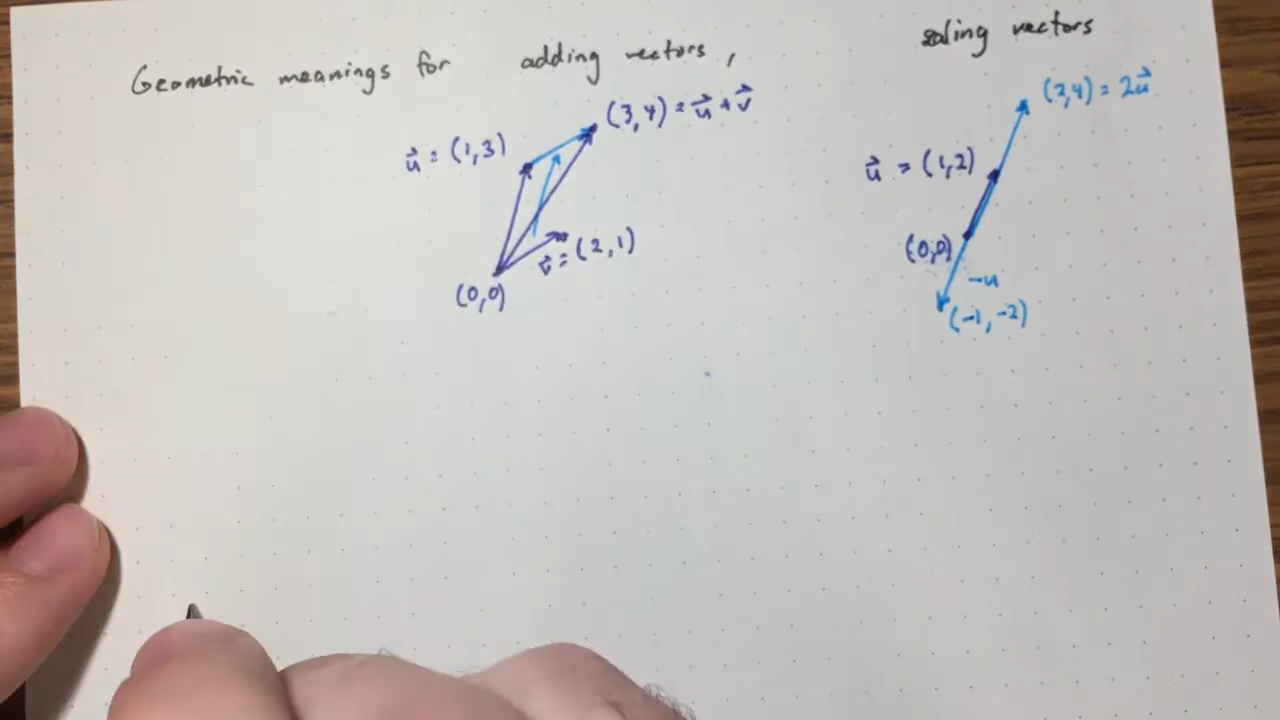 Geometric meanings for adding vectors, scaling vectors
u⃗ = (1,3)
(3,4) = u⃗ + v⃗
v⃗ = (2,1)
(0,0)
(2,4) = 2u⃗
u⃗ = (1,2)
(0,0)
-u
(-1,-2)